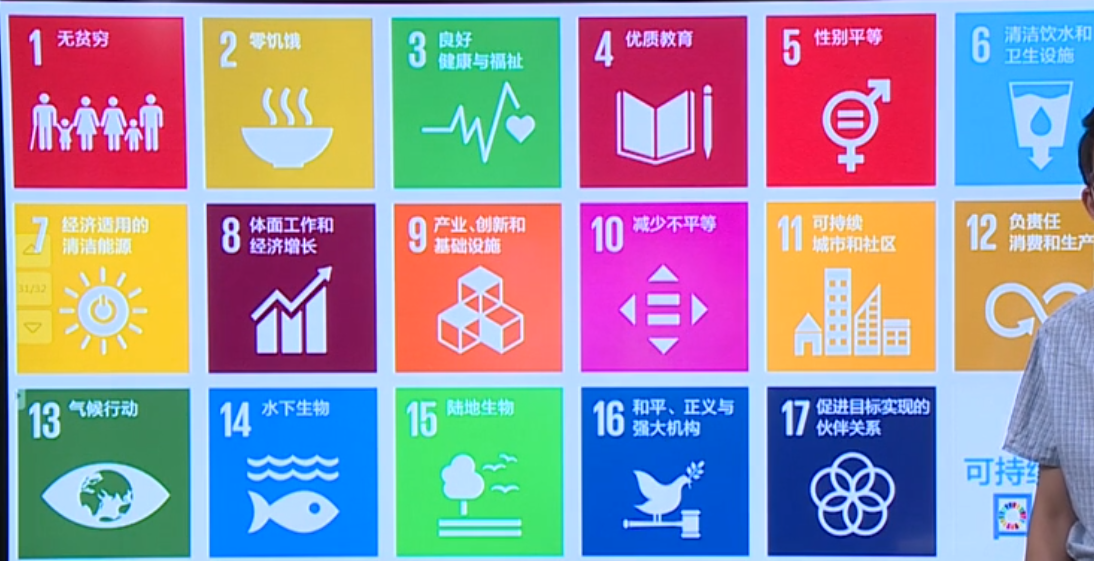 1 无贫穷
2 零饥饿
3 良好
健康与福祉
4 优质教育
5 性别平等
6 清洁饮水和
卫生设施
7 经济适用的
清洁能源
31/32
8 体面工作和
经济增长
9 产业、创新和
基础设施
10 减少不平等
11 可持续
城市和社区
12 负责任
消费和生产
13 气候行动
14 水下生物
15 陆地生物
16 和平、正义与
强大机构
17 促进目标实现的
伙伴关系
可持